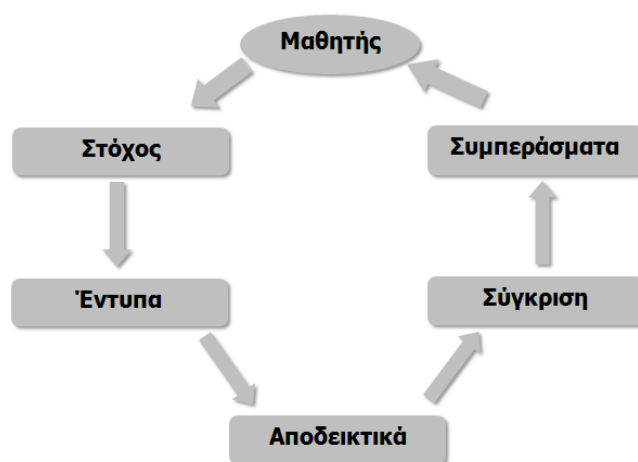 Μαθητής
Στόχος
Συμπεράσματα
Έντυπα
Σύγκριση
Αποδεικτικά